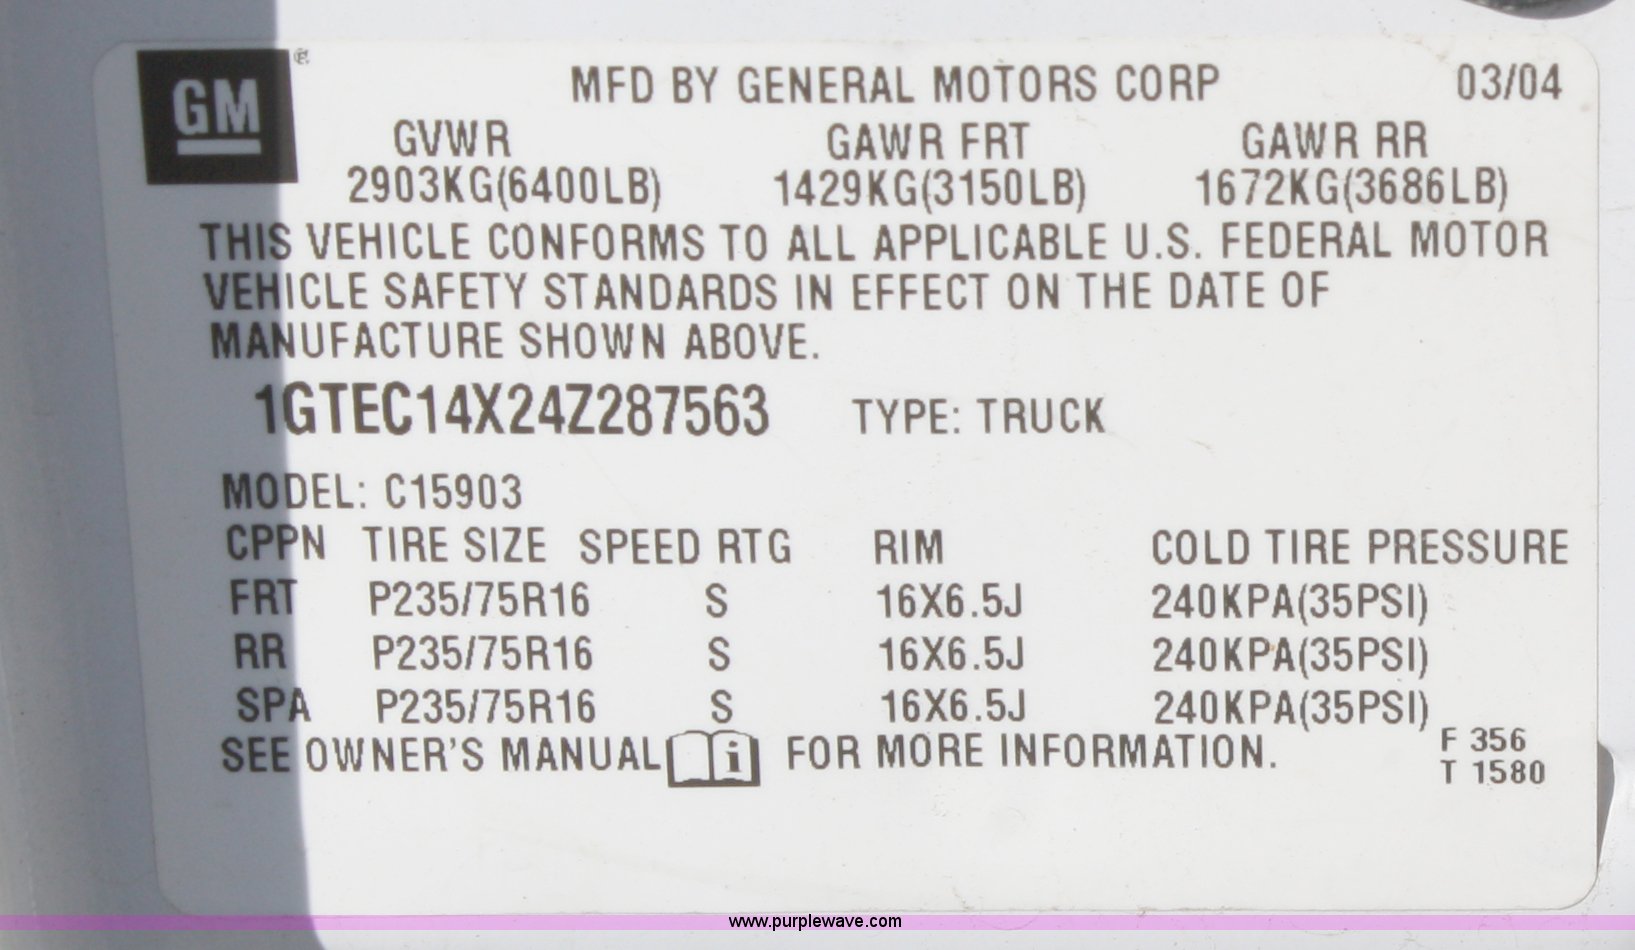 GM
MFD BY GENERAL MOTORS CORP 03/04
GVWR GAWR FRT GAWR RR
2903KG(6400LB) 1429KG(3150LB) 1672KG(3686LB)
THIS VEHICLE CONFORMS TO ALL APPLICABLE U.S. FEDERAL MOTOR
VEHICLE SAFETY STANDARDS IN EFFECT ON THE DATE OF
MANUFACTURE SHOWN ABOVE.
1GTEC14X24Z287563 TYPE: TRUCK
MODEL: C15903
CPPN TIRE SIZE SPEED RTG RIM COLD TIRE PRESSURE
FRT P235/75R16 S 16X6.5J 240KPA(35PSI)
RR P235/75R16 S 16X6.5J 240KPA(35PSI)
SPA P235/75R16 S 16X6.5J 240KPA(35PSI)
SEE OWNER'S MANUAL i FOR MORE INFORMATION.
F 356
T 1580
www.purplewave.com